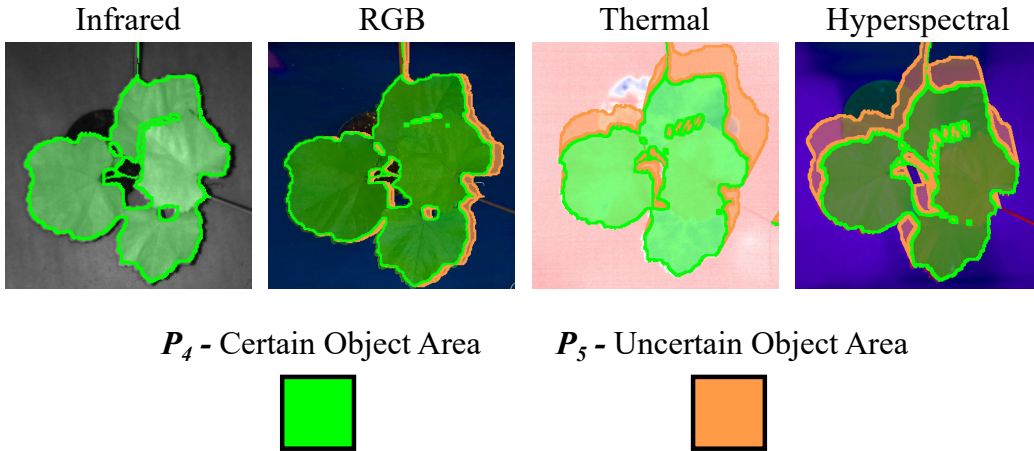 Infrared RGB Thermal Hyperspectral
P4 - Certain Object Area P5 - Uncertain Object Area